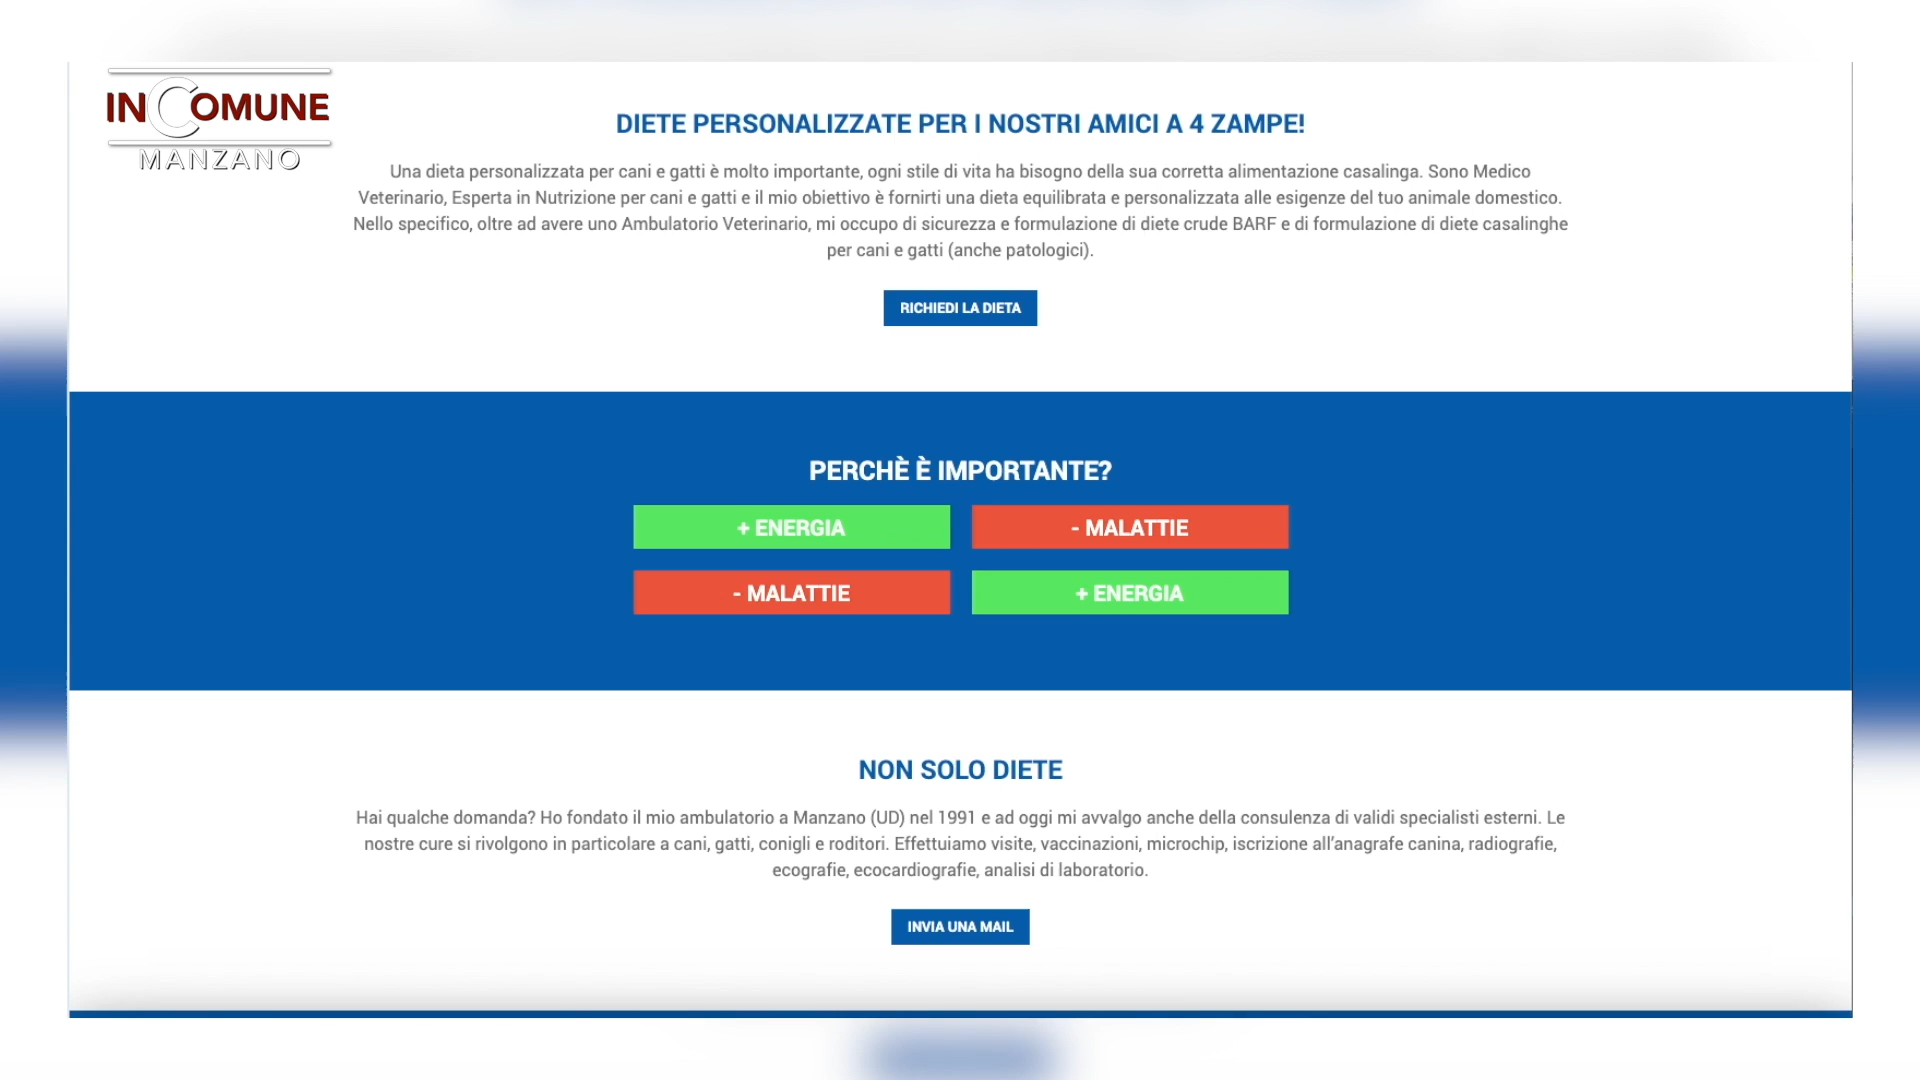 INCOMUNE
MANZANO
DIETE PERSONALIZZATE PER I NOSTRI AMICI A 4 ZAMPE!
Una dieta personalizzata per cani e gatti è molto importante, ogni stile di vita ha bisogno della sua corretta alimentazione casalinga. Sono Medico
Veterinario, Esperta in Nutrizione per cani e gatti e il mio obiettivo è fornirti una dieta equilibrata e personalizzata alle esigenze del tuo animale domestico.
Nello specifico, oltre ad avere uno Ambulatorio Veterinario, mi occupo di sicurezza e formulazione di diete crude BARF e di formulazione di diete casalinghe
per cani e gatti (anche patologici).
RICHIEDI LA DIETA
PERCHÈ È IMPORTANTE?
+ ENERGIA
- MALATTIE
- MALATTIE
+ ENERGIA
NON SOLO DIETE
Hai qualche domanda? Ho fondato il mio ambulatorio a Manzano (UD) nel 1991 e ad oggi mi avvalgo anche della consulenza di validi specialisti esterni. Le
nostre cure si rivolgono in particolare a cani, gatti, conigli e roditori. Effettuiamo visite, vaccinazioni, microchip, iscrizione all’anagrafe canina, radiografie,
ecografie, ecocardiografie, analisi di laboratorio.
INVIA UNA MAIL